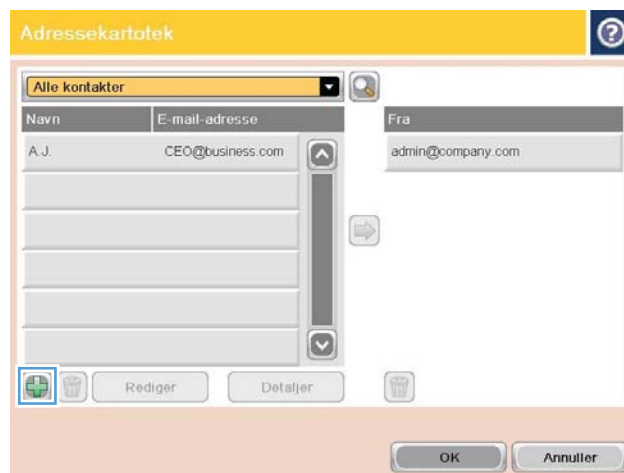 Adressekartotek
?
Alle kontakter
Navn E-mail-adresse Fra
A.J. CEO@business.com admin@company.com
Rediger Detaljer
OK Annuller